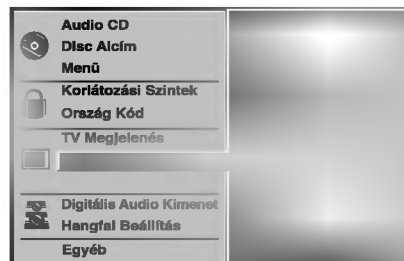 Audio CD
Disc Alcím
Menü
Korlátozási Szintek
Ország Kód
TV Megjelenés
Digitális Audio Kimenet
Hangfal Beállítás
Egyéb